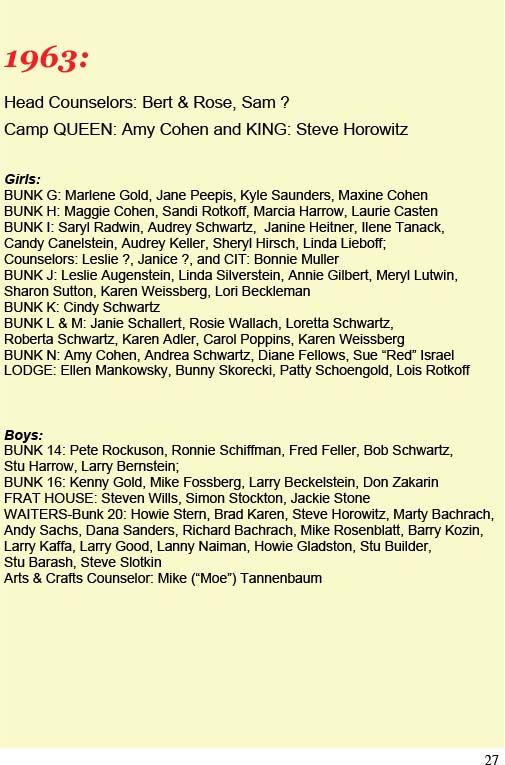 1963:
Head Counselors: Bert & Rose, Sam ?
Camp QUEEN: Amy Cohen and KING: Steve Horowitz
Girls:
BUNK G: Marlene Gold, Jane Peepis, Kyle Saunders, Maxine Cohen
BUNK H: Maggie Cohen, Sandi Rotkoff, Marcia Harrow, Laurie Casten
BUNK I: Saryl Radwin, Audrey Schwartz,  Janine Heitner, Ilene Tanack,
Candy Canelstein, Audrey Keller, Sheryl Hirsch, Linda Lieboff;
Counselors: Leslie ?, Janice ?, and CIT: Bonnie Muller
BUNK J: Leslie Augenstein, Linda Silverstein, Annie Gilbert, Meryl Lutwin,
Sharon Sutton, Karen Weissberg, Lori Beckleman
BUNK K: Cindy Schwartz
BUNK L & M: Janie Schallert, Rosie Wallach, Loretta Schwartz,
Roberta Schwartz, Karen Adler, Carol Poppins, Karen Weissberg
BUNK N: Amy Cohen, Andrea Schwartz, Diane Fellows, Sue “Red” Israel
LODGE: Ellen Mankowsky, Bunny Skorecki, Patty Schoengold, Lois Rotkoff
Boys:
BUNK 14: Pete Rockuson, Ronnie Schiffman, Fred Feller, Bob Schwartz,
Stu Harrow, Larry Bernstein;
BUNK 16: Kenny Gold, Mike Fossberg, Larry Beckelstein, Don Zakarin
FRAT HOUSE: Steven Wills, Simon Stockton, Jackie Stone
WAITERS-Bunk 20: Howie Stern, Brad Karen, Steve Horowitz, Marty Bachrach,
Andy Sachs, Dana Sanders, Richard Bachrach, Mike Rosenblatt, Barry Kozin,
Larry Kaffa, Larry Good, Lanny Naiman, Howie Gladston, Stu Builder,
Stu Barash, Steve Slotkin
Arts & Crafts Counselor: Mike (“Moe”) Tannenbaum
27